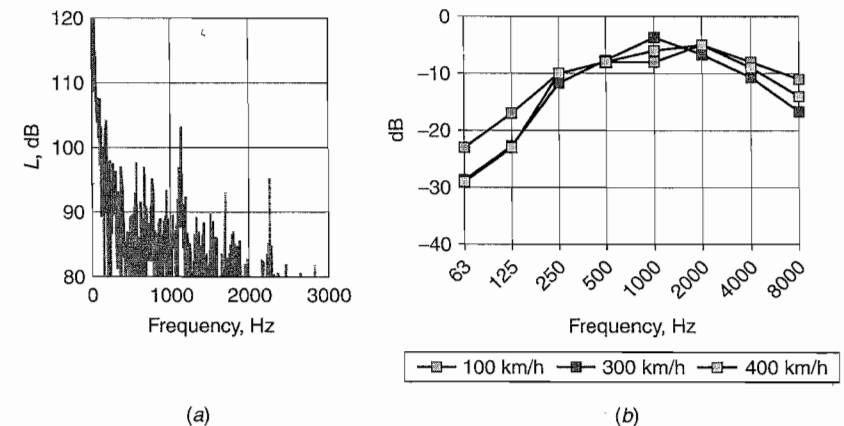 120
110
100
90
80
L, dB
0 1000 2000 3000
Frequency, Hz
(a)
0
−10
−20
−30
−40
dB
63 125 250 500 1000 2000 4000 8000
Frequency, Hz
100 km/h 300 km/h 400 km/h
(b)